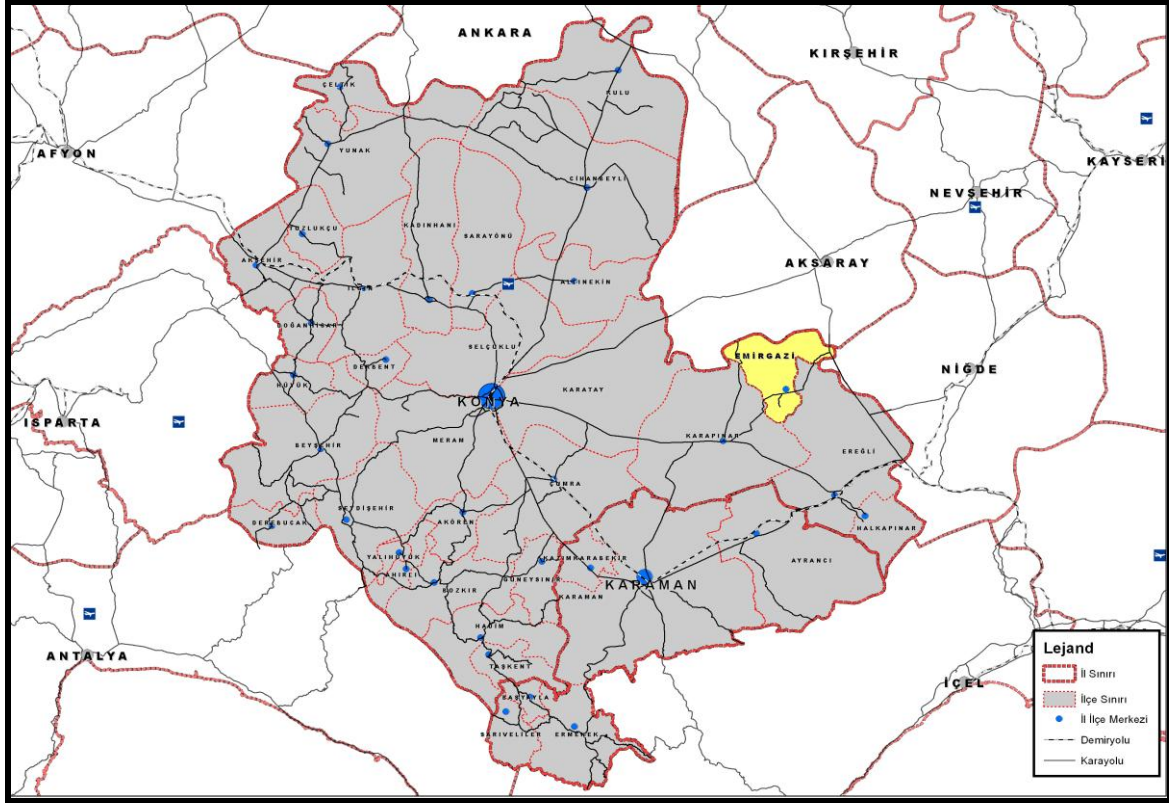 ANKARA
KIRŞEHİR
ÇELTİK
KULU
AFYON
YUNAK
KAYSERİ
CİHANBEYLİ
NEVŞEHİR
TUZLUKÇU
KADINHANI
SARAYÖNÜ
AKŞEHİR
AKSARAY
ILGIN
ALTINEKİN
DOĞANHİSAR
SELÇUKLU
EMİRGAZİ
DERBENT
NİĞDE
HÜYÜK
KARATAY
KONYA
ISPARTA
MERAM
KARAPINAR
BEYŞEHİR
EREĞLİ
ÇUMRA
SEYDİŞEHİR
DEREBUCAK
AKÖREN
HALKAPINAR
YALIHÜYÜK
KAZIMKARABEKİR
AYRANCI
AHIRLI
GÜNEYSINIR
KARAMAN
BOZKIR
KARAMAN
HADİM
ANTALYA
TAŞKENT
İÇEL
BAŞYAYLA
SARIVELİLER
ERMENEK
Lejand
İl Sınırı
İlçe Sınırı
İl İlçe Merkezi
Demiryolu
Karayolu